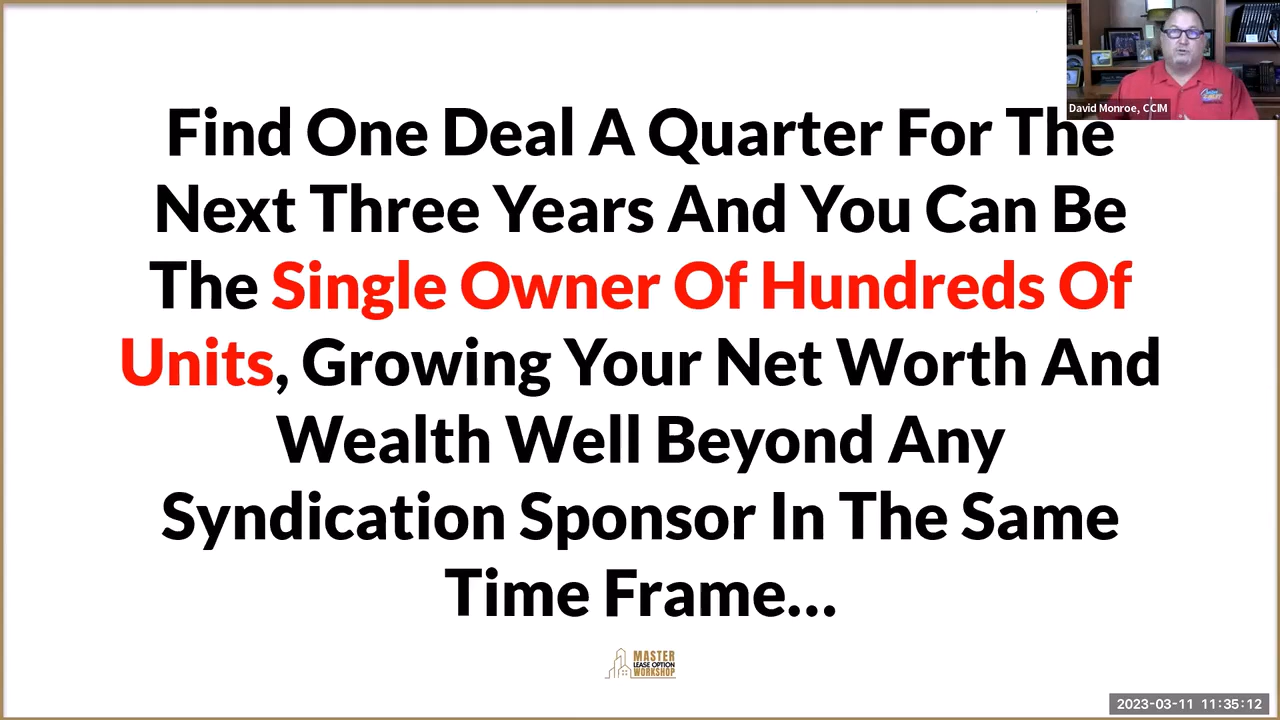 David Monroe, CCIM
Find One Deal A Quarter For The
Next Three Years And You Can Be
The Single Owner Of Hundreds Of
Units, Growing Your Net Worth And
Wealth Well Beyond Any
Syndication Sponsor In The Same
Time Frame...
MASTER
LEASE OPTION
WORKSHOP
2023-03-11 11:35:12